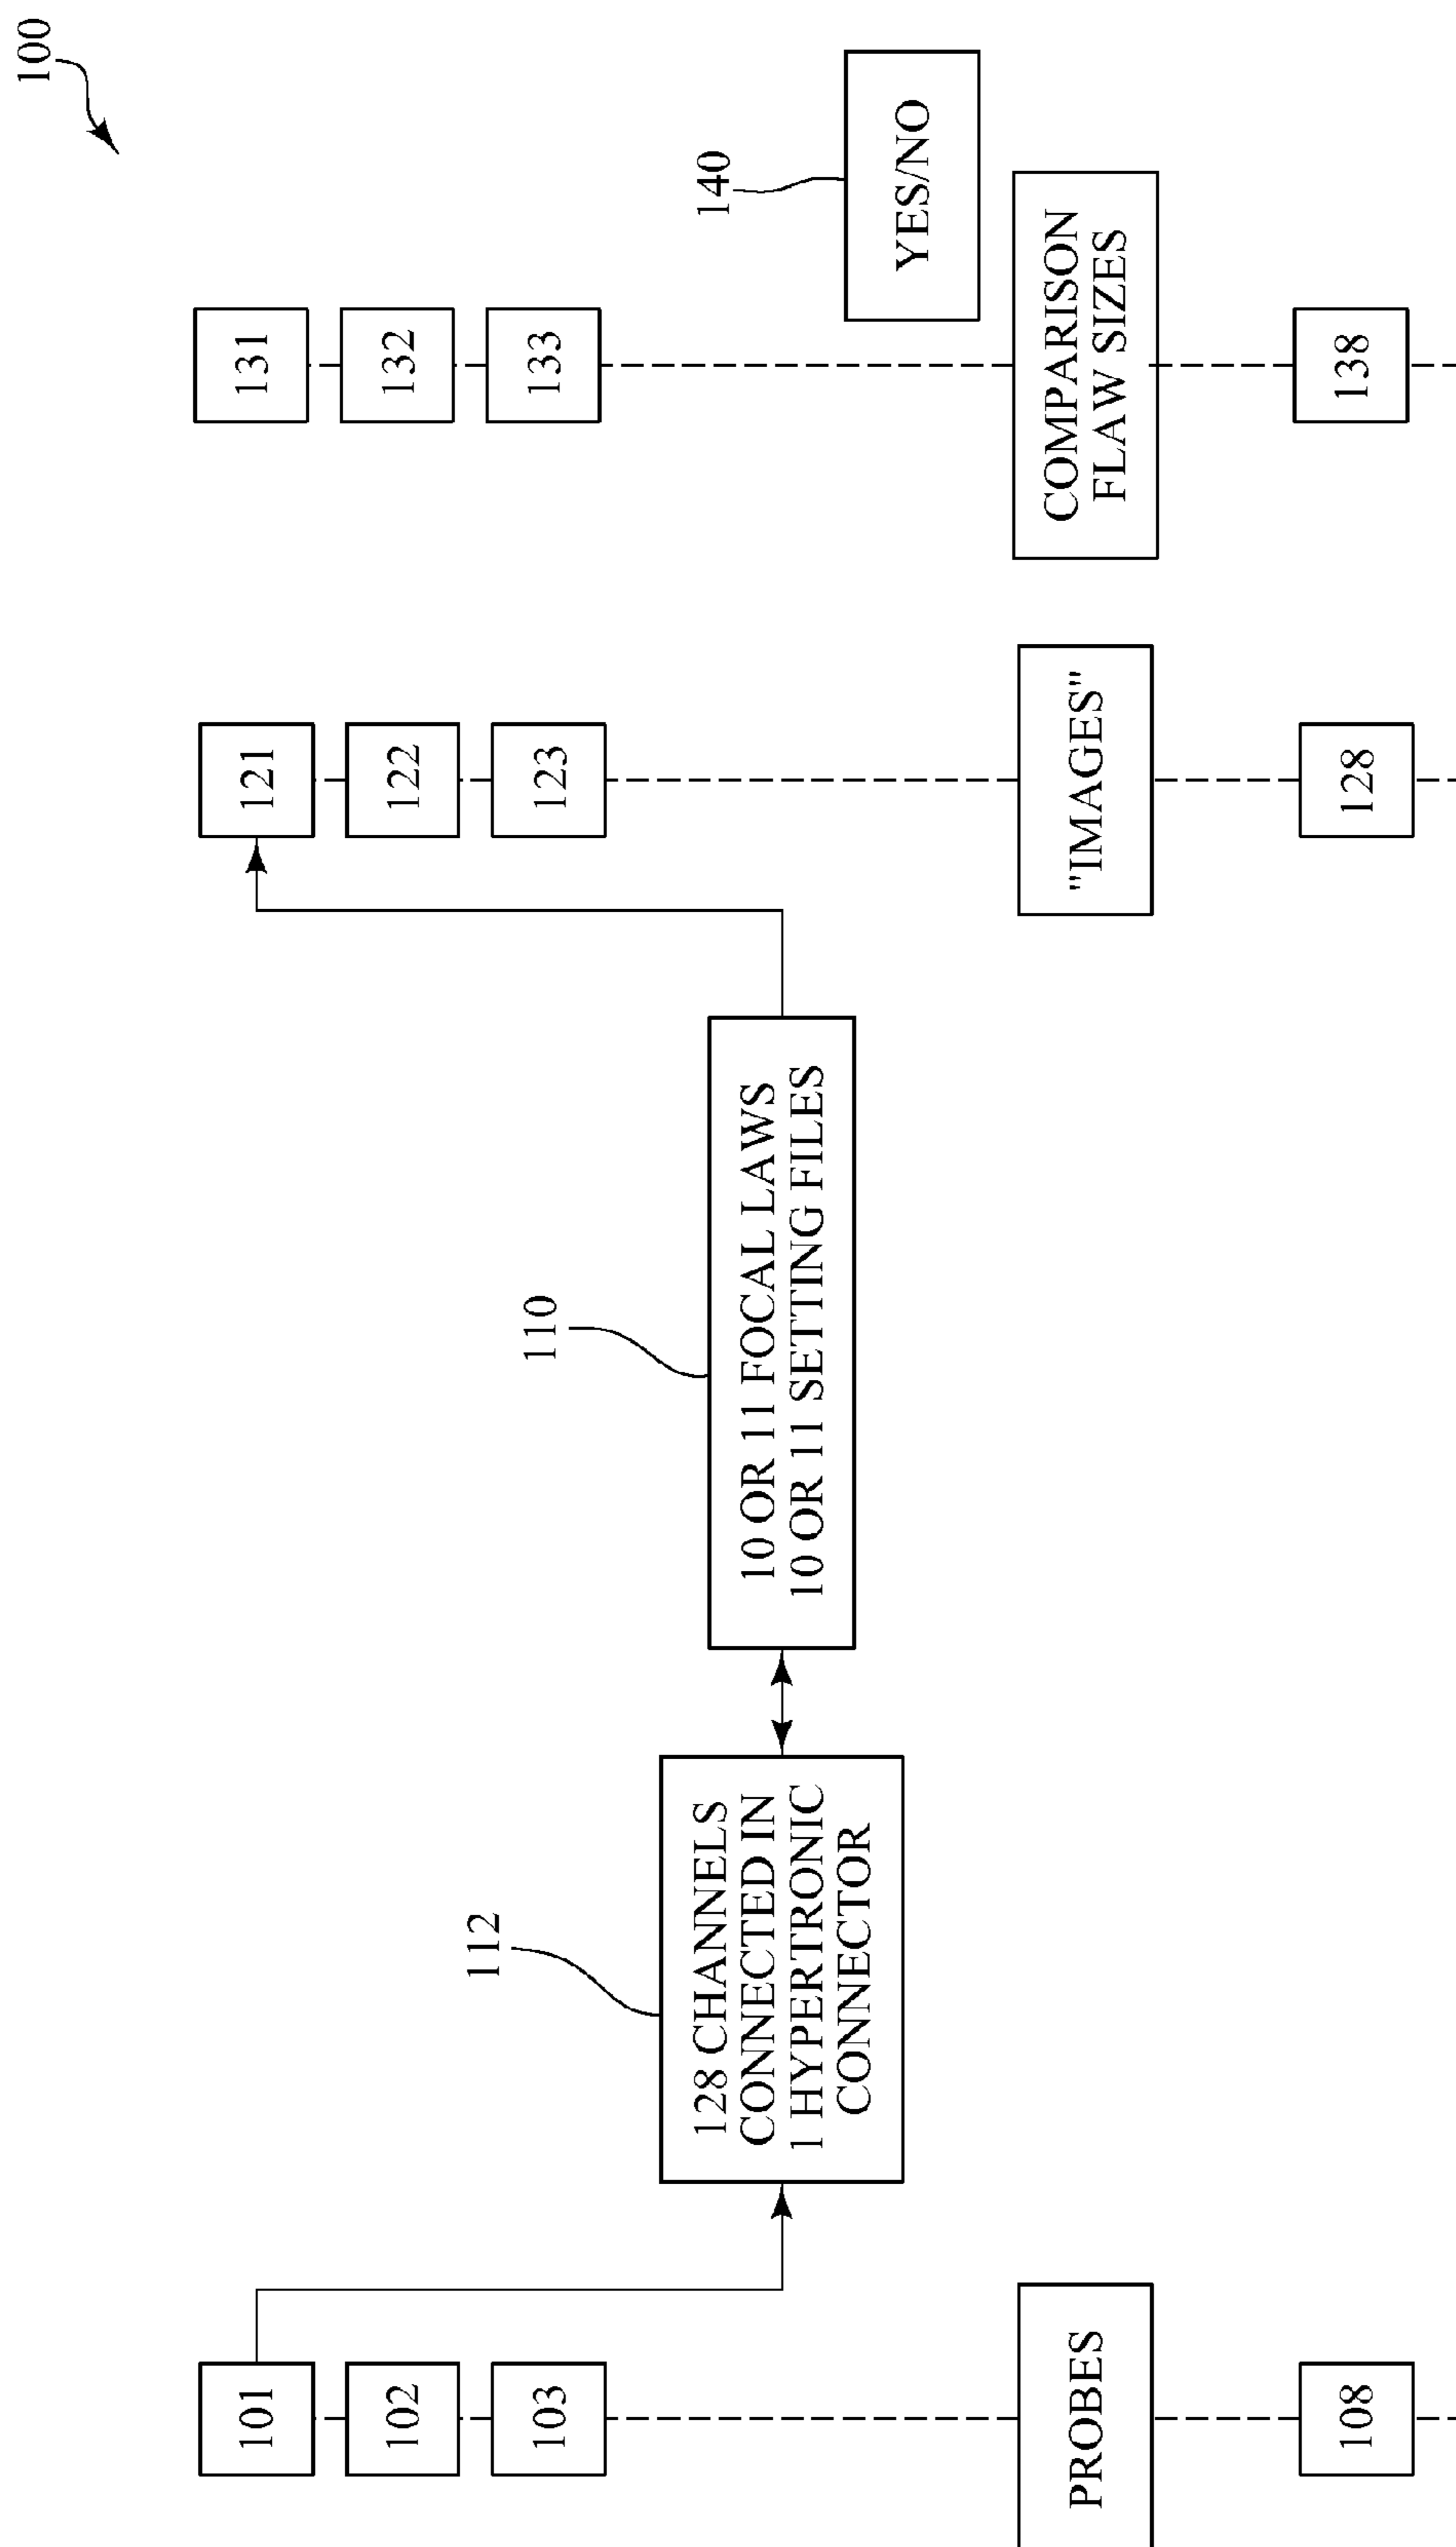 100
101
102
103
PROBES
108
112
128 CHANNELS
CONNECTED IN
1 HYPERTRONIC
CONNECTOR
110
10 OR 11 FOCAL LAWS
10 OR 11 SETTING FILES
121
122
123
"IMAGES"
128
131
132
133
140
YES/NO
COMPARISON
FLAW SIZES
138